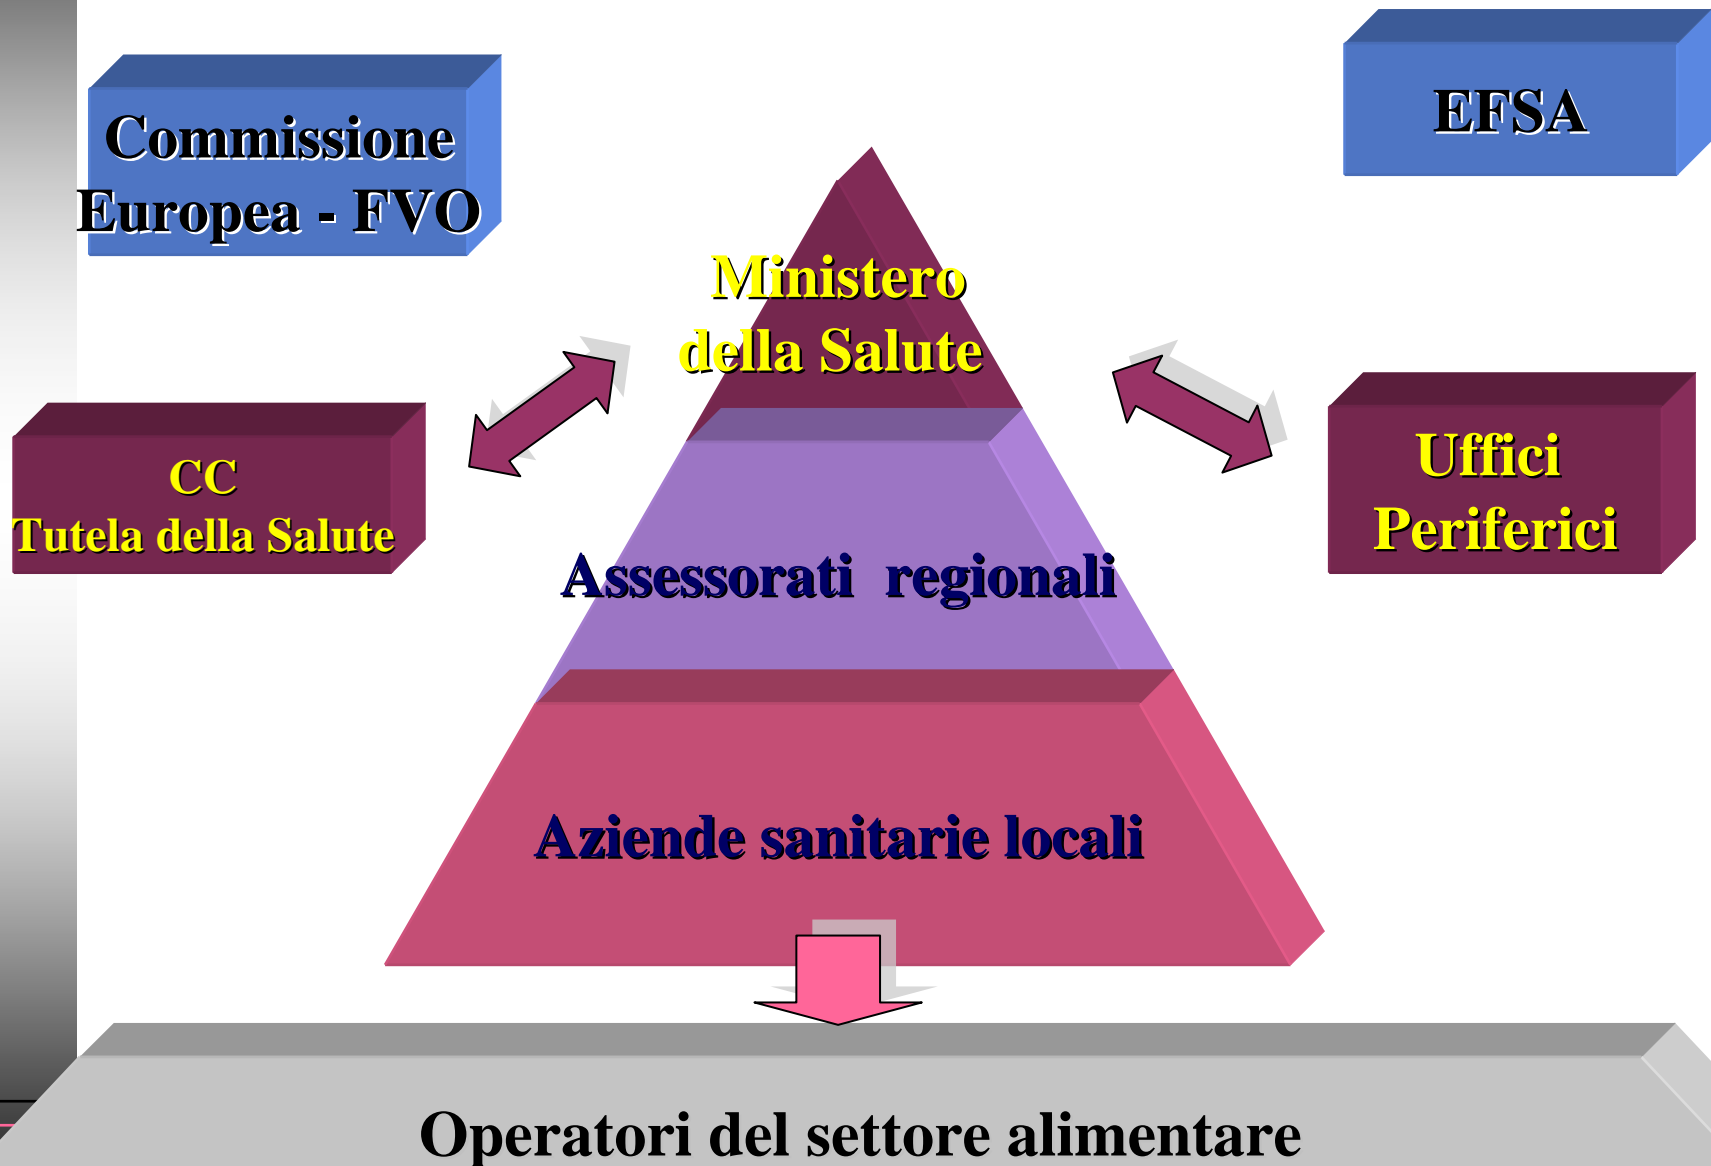 Commissione
Europea - FVO
EFSA
Ministero
della Salute
CC
Tutela della Salute
Uffici
Periferici
Assessorati regionali
Aziende sanitarie locali
Operatori del settore alimentare